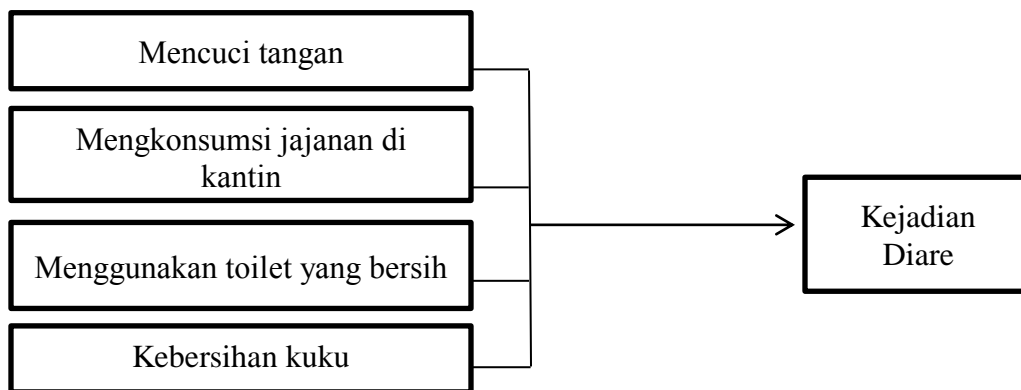 Mencuci tangan
Mengkonsumsi jajanan di
kantin
Menggunakan toilet yang bersih
Kebersihan kuku
Kejadian
Diare